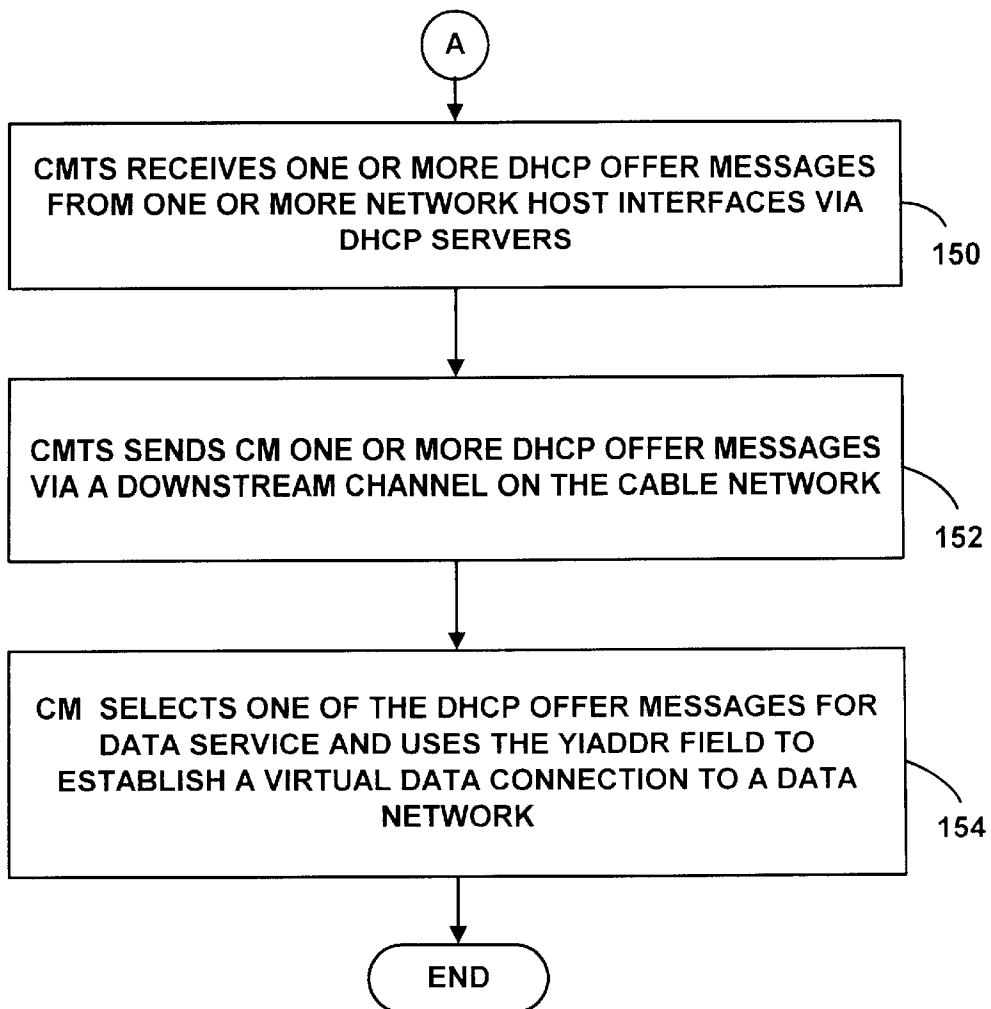 A
CMTS RECEIVES ONE OR MORE DHCP OFFER MESSAGES
FROM ONE OR MORE NETWORK HOST INTERFACES VIA
DHCP SERVERS
150
CMTS SENDS CM ONE OR MORE DHCP OFFER MESSAGES
VIA A DOWNSTREAM CHANNEL ON THE CABLE NETWORK
152
CM SELECTS ONE OF THE DHCP OFFER MESSAGES FOR
DATA SERVICE AND USES THE YIADDR FIELD TO
ESTABLISH A VIRTUAL DATA CONNECTION TO A DATA
NETWORK
154
END